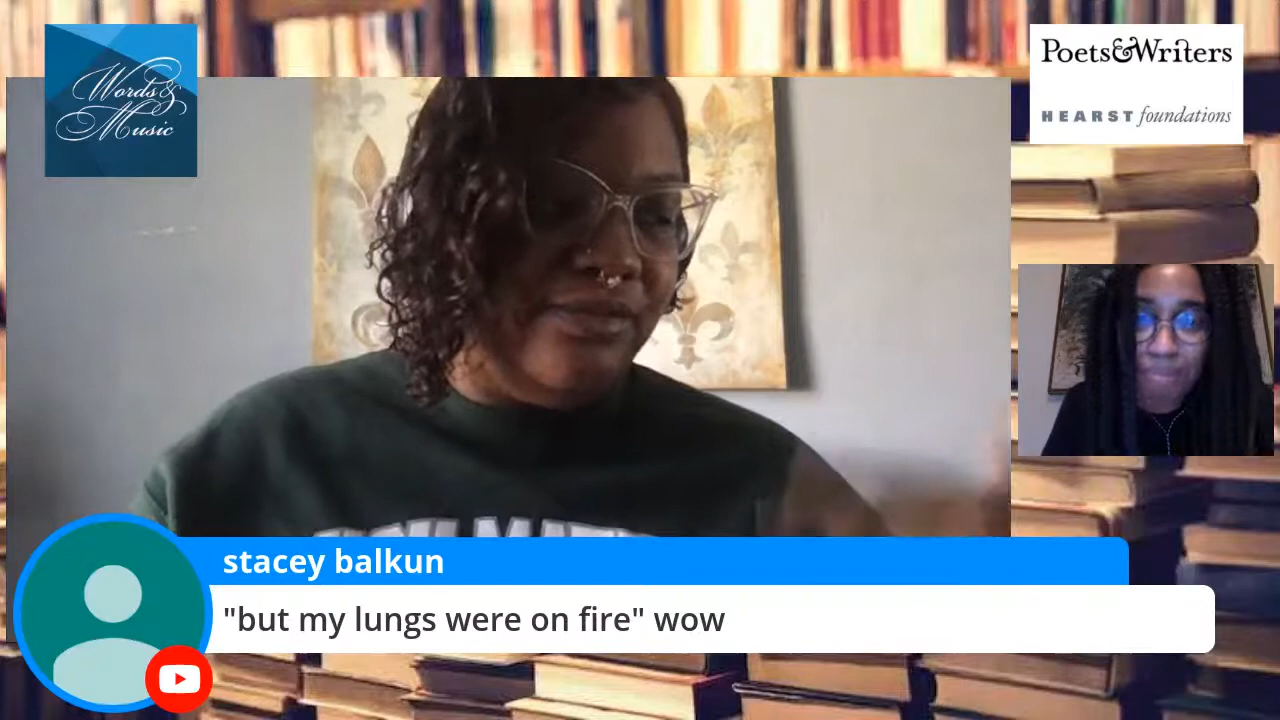 Words &
Music
Poets & Writers
HEARST foundations
stacey balkun
"but my lungs were on fire" wow